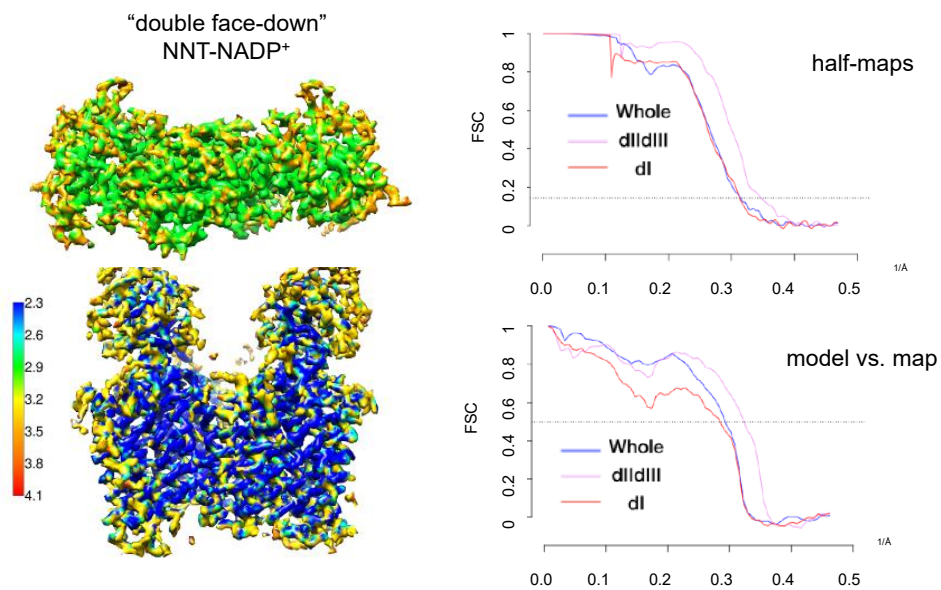 “double face-down”
NNT-NADP⁺
2.3
2.6
2.9
3.2
3.5
3.8
4.1
half-maps
FSC
1
0.8
0.6
0.4
0.2
0
Whole
dIIdIII
dI
1/Å
0.0 0.1 0.2 0.3 0.4 0.5
model vs. map
FSC
1
0.8
0.6
0.4
0.2
0
Whole
dIIdIII
dI
1/Å
0.0 0.1 0.2 0.3 0.4 0.5